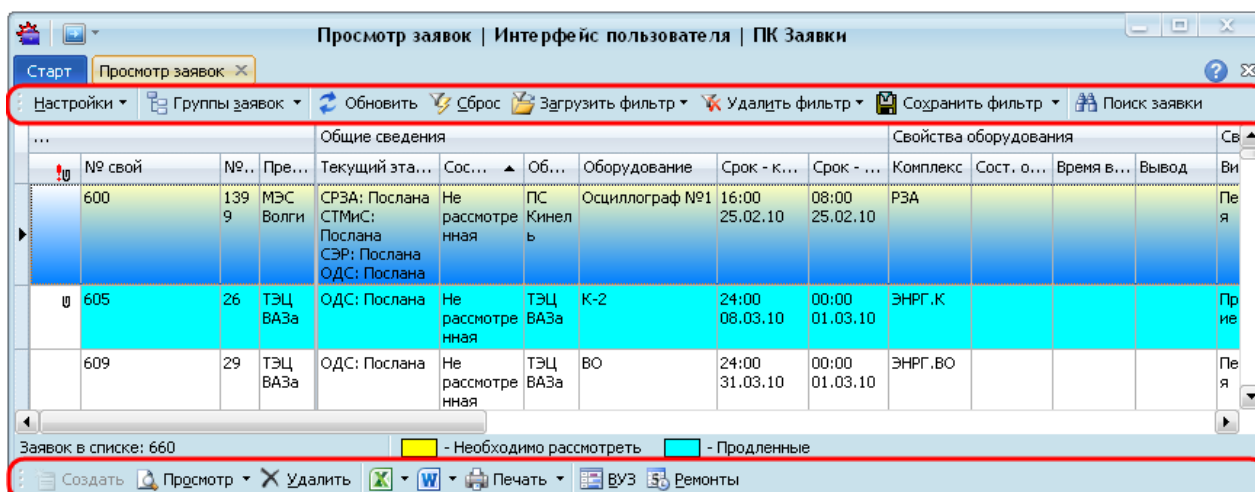 Просмотр заявок | Интерфейс пользователя | ПК Заявки
Старт Просмотр заявок
Настройки Группы заявок Обновить Сброс Загрузить фильтр Удалить фильтр Сохранить фильтр Поиск заявки
... Общие сведения Свойства оборудования Св
№ свой №.. Пре... Текущий эта... Сос... Об... Оборудование Срок - к... Срок - ... Комплекс Сост. о... Время в... Вывод Ви
600 139 МЭС СРЗА: Послана Не ПС Осциллограф №1 16:00 08:00 РЗА Пе
9 Волги СТМиС: рассмотре Кинел 25.02.10 25.02.10 я
Послана нная ь
СЭР: Послана
ОДС: Послана
605 26 ТЭЦ ОДС: Послана Не ТЭЦ К-2 24:00 00:00 ЭНРГ.К Пр
ВАЗа рассмотре ВАЗа 08.03.10 01.03.10 ие
нная
609 29 ТЭЦ ОДС: Послана Не ТЭЦ ВО 24:00 00:00 ЭНРГ.ВО Пе
ВАЗа рассмотре ВАЗа 31.03.10 01.03.10 я
нная
Заявок в списке: 660 - Необходимо рассмотреть - Продленные
Создать Просмотр Удалить Печать ВУЗ Ремонты